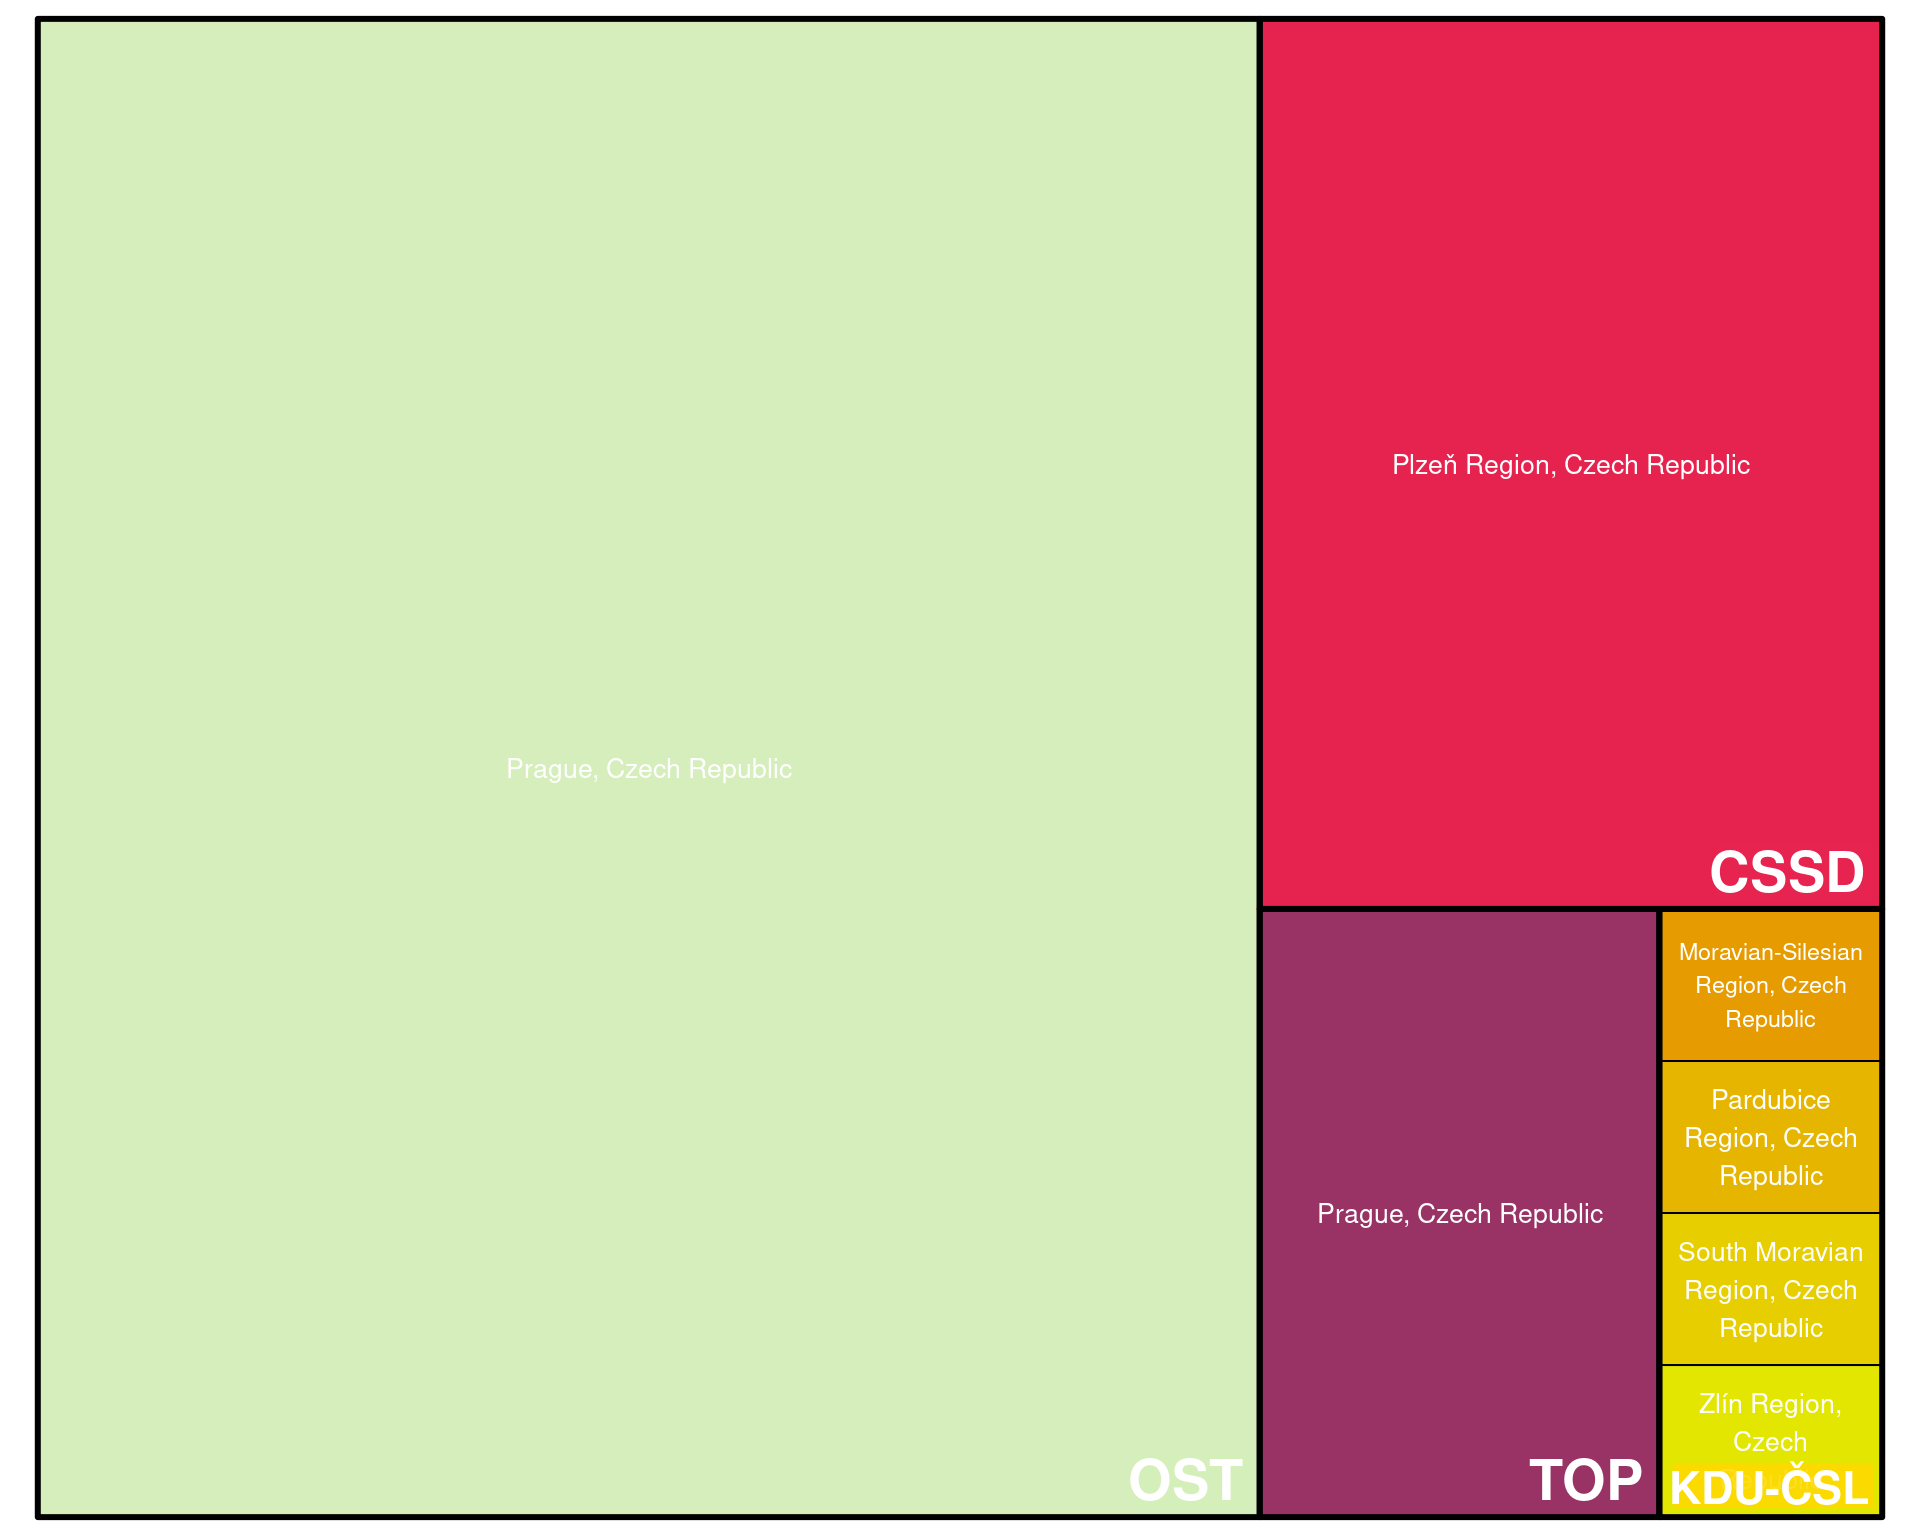 Prague, Czech Republic
OST
Plzeň Region, Czech Republic
CSSD
Prague, Czech Republic
TOP
Moravian-Silesian
Region, Czech
Republic
Pardubice
Region, Czech
Republic
South Moravian
Region, Czech
Republic
Zlín Region,
Czech
KDU-ČSL